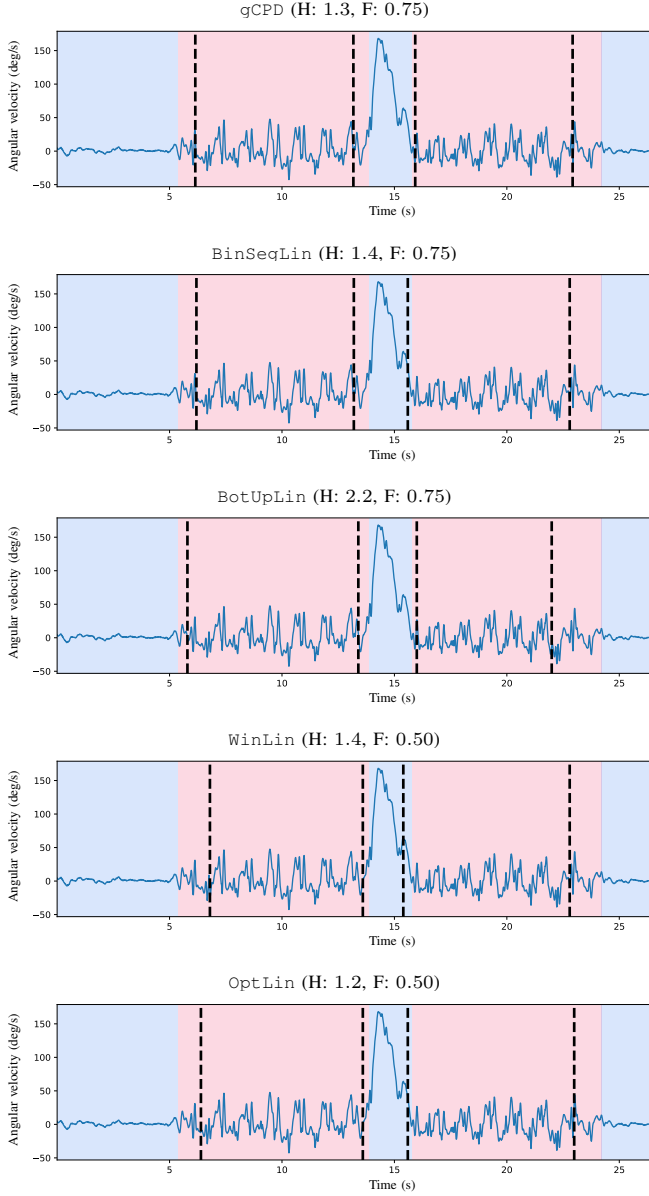 gCPD (H: 1.3, F: 0.75)
Angular velocity (deg/s)
150
100
50
0
−50
5 10 15 20 25
Time (s)
BinSegLin (H: 1.4, F: 0.75)
Angular velocity (deg/s)
150
100
50
0
−50
5 10 15 20 25
Time (s)
BotUpLin (H: 2.2, F: 0.75)
Angular velocity (deg/s)
150
100
50
0
−50
5 10 15 20 25
Time (s)
WinLin (H: 1.4, F: 0.50)
Angular velocity (deg/s)
150
100
50
0
−50
5 10 15 20 25
Time (s)
OptLin (H: 1.2, F: 0.50)
Angular velocity (deg/s)
150
100
50
0
−50
5 10 15 20 25
Time (s)